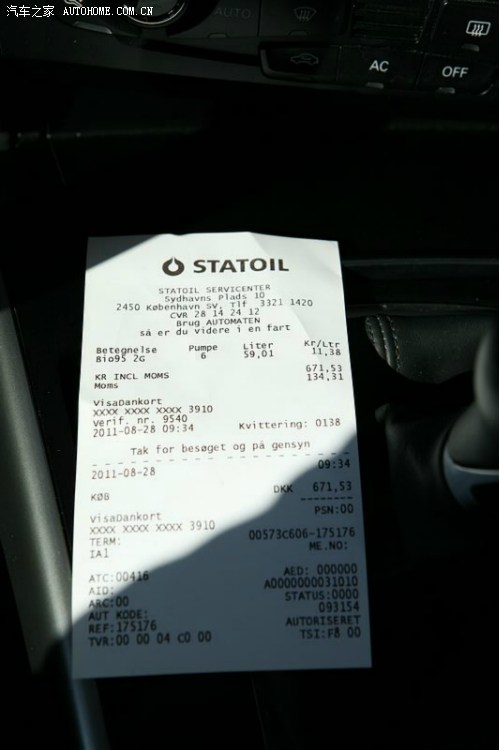 汽车之家 AUTOHOME.COM.CN
AUTO
AC
OFF
STATOIL
STATOIL SERVICENTER
Sydhavns Plads 10
2450 København SV, Tlf 3321 1420
CVR 28 14 24 12
Brug AUTOMATEN
så er du videre i en fart
Betegnelse Pumpe Liter Kr/Ltr
Bio95 2G 6 59,01 11,38
KR INCL MOMS 671,53
Moms 134,31
VisaDankort
XXXX XXXX XXXX 3910
Verif. nr. 9540
2011-08-28 09:34 Kvittering: 0138
Tak for besøget og på gensyn
2011-08-28 09:34
KØB DKK 671,53
PSN:00
VisaDankort
XXXX XXXX XXXX 3910
TERM: 00573C606-175176
IA1 ME.NO:
ATC:00416 AED: 000000
AID: A0000000031010
ARC:00 STATUS:0000
AUT KODE: 093154
REF:175176 AUTORISERET
TVR:00 00 04 C0 00 TSI:F8 00